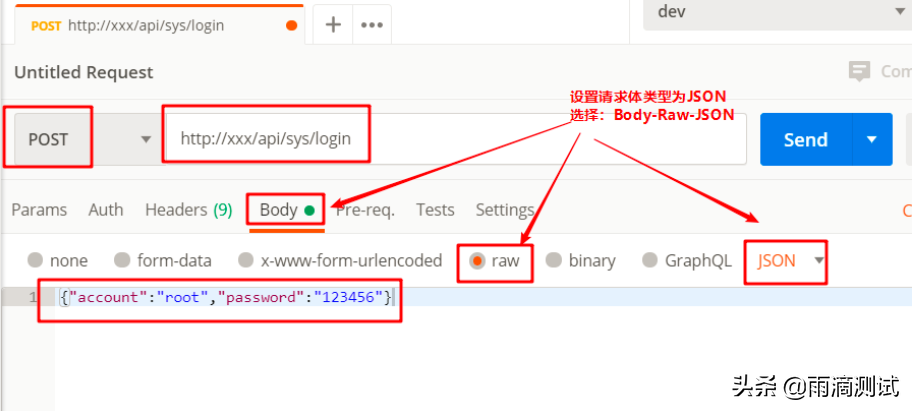 POST http://xxx/api/sys/login
dev
Untitled Request
Com
设置请求体类型为JSON
选择：Body-Raw-JSON
POST
http://xxx/api/sys/login
Send
Params Auth Headers (9) Body Pre-req. Tests Settings
C
none form-data x-www-form-urlencoded raw binary GraphQL JSON
1 {"account":"root","password":"123456"}
头条 @雨滴测试